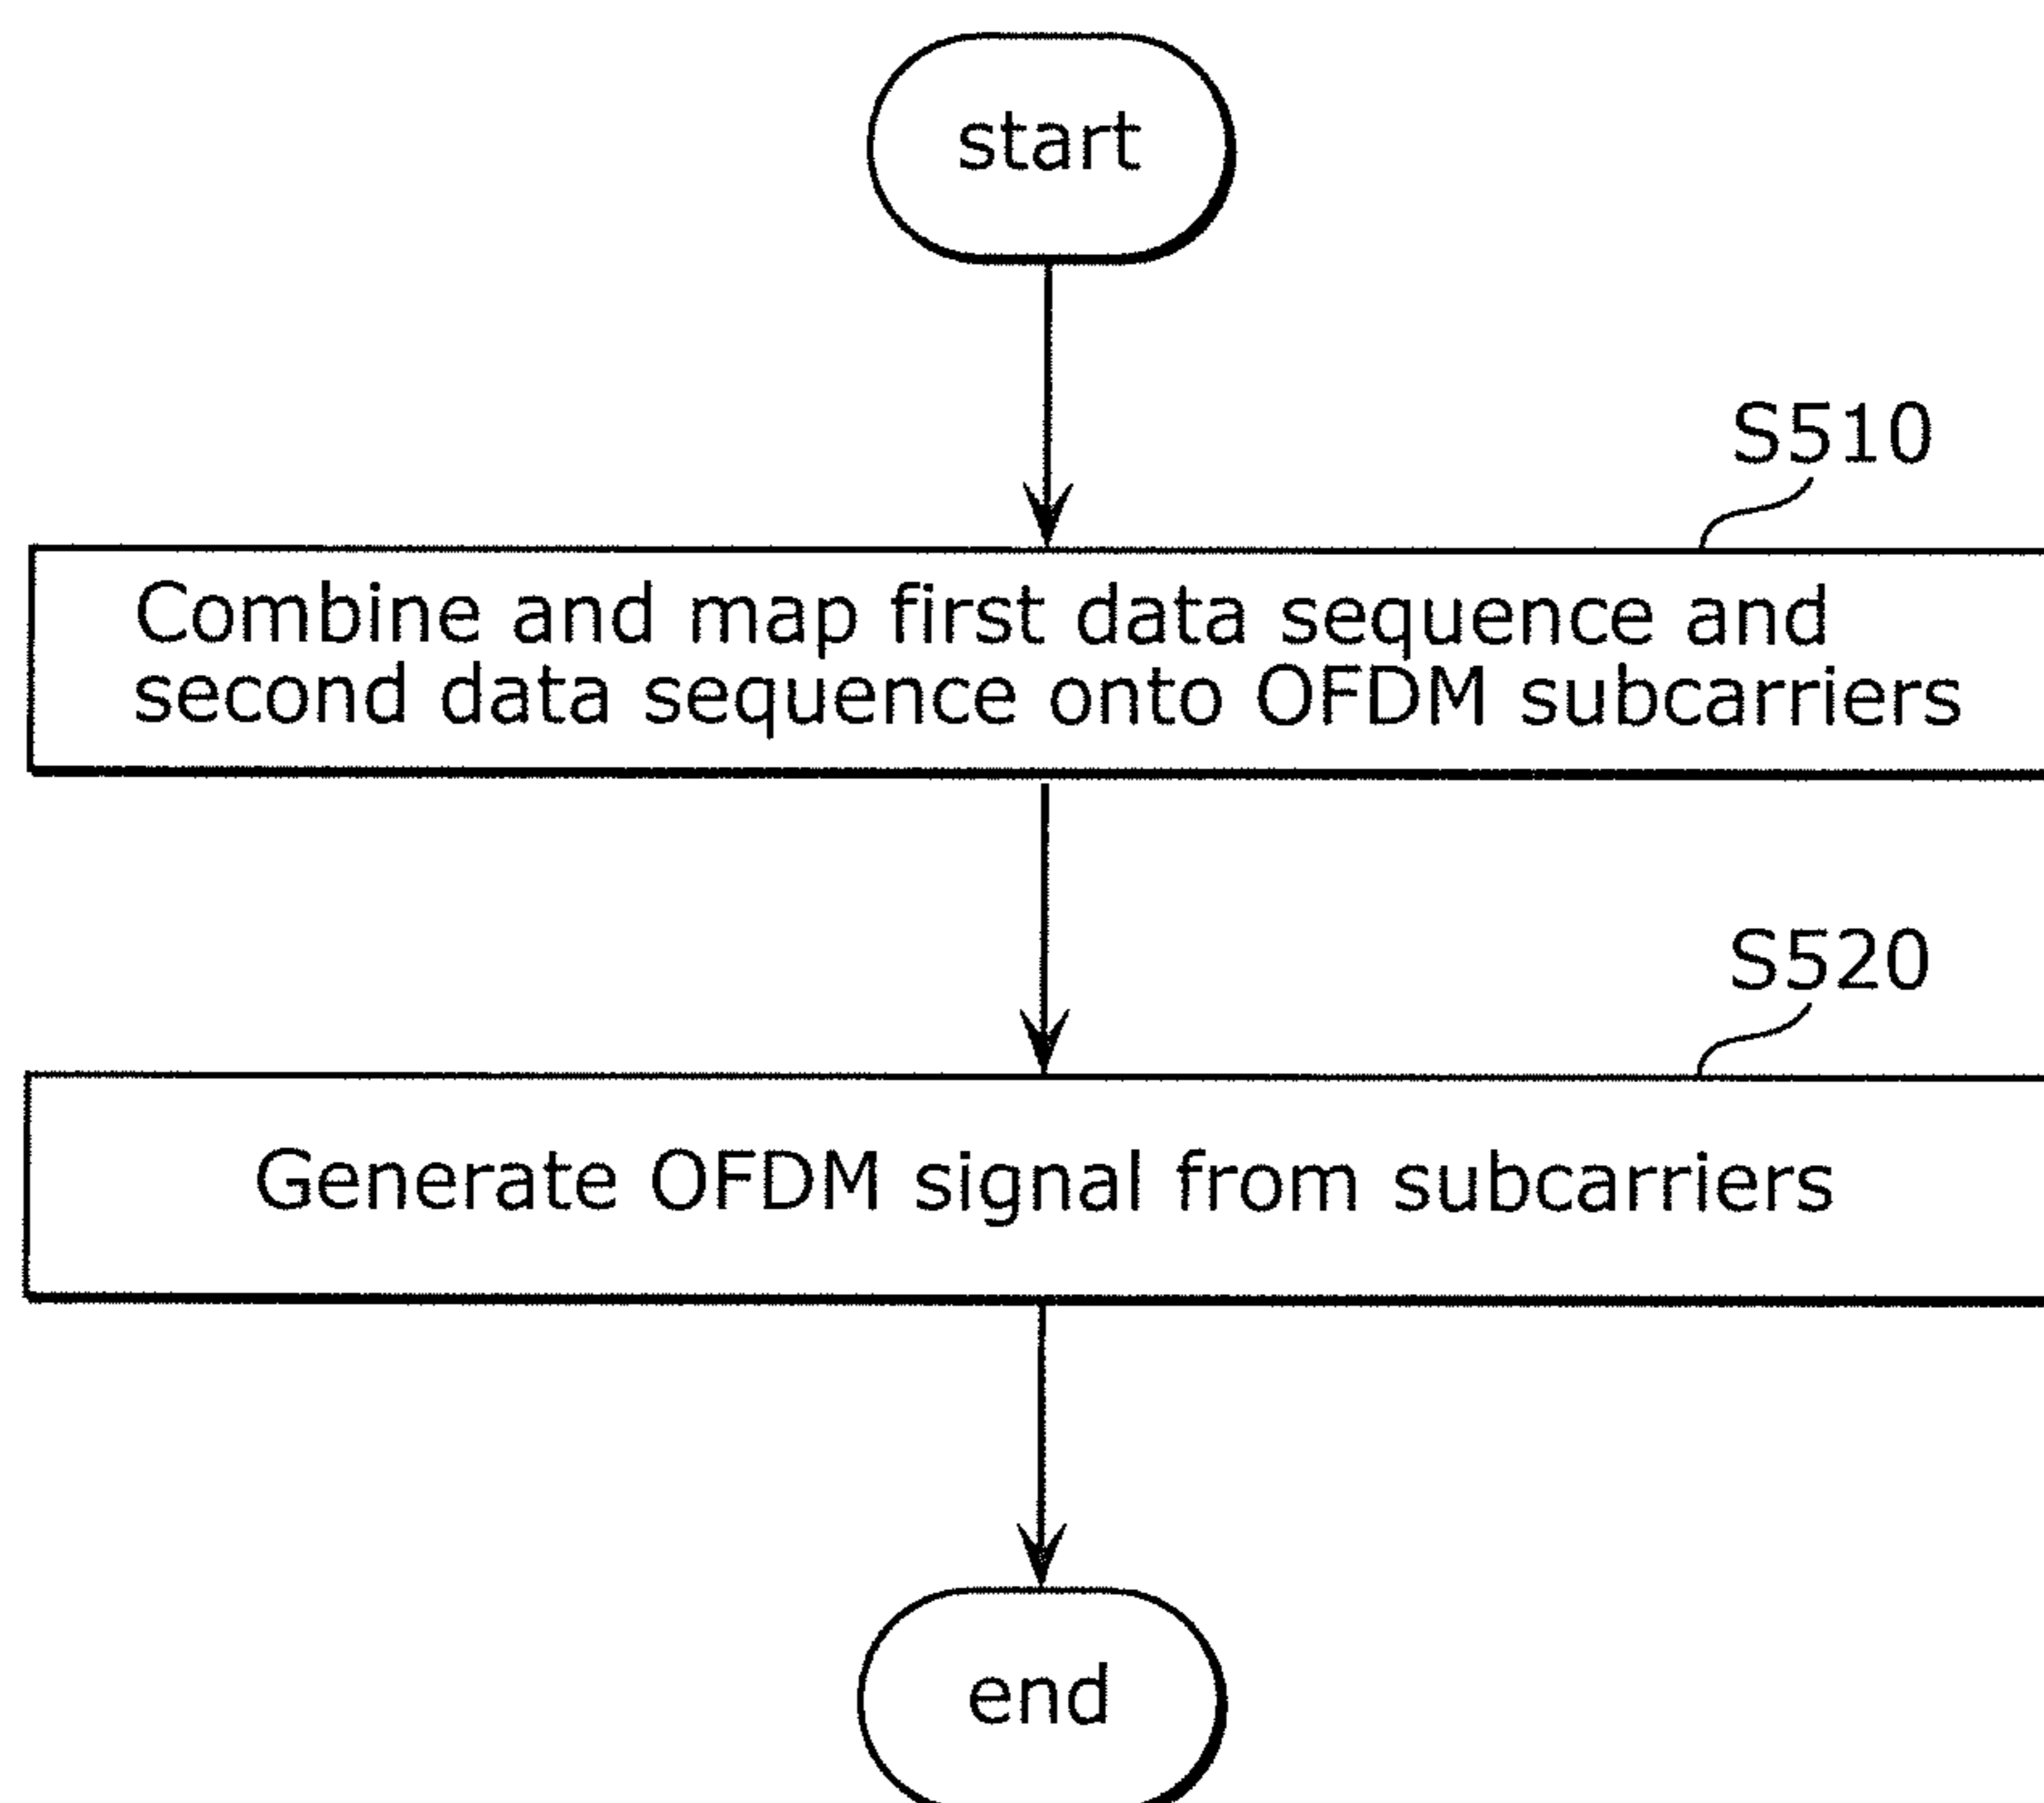 start
S510
Combine and map first data sequence and
second data sequence onto OFDM subcarriers
S520
Generate OFDM signal from subcarriers
end